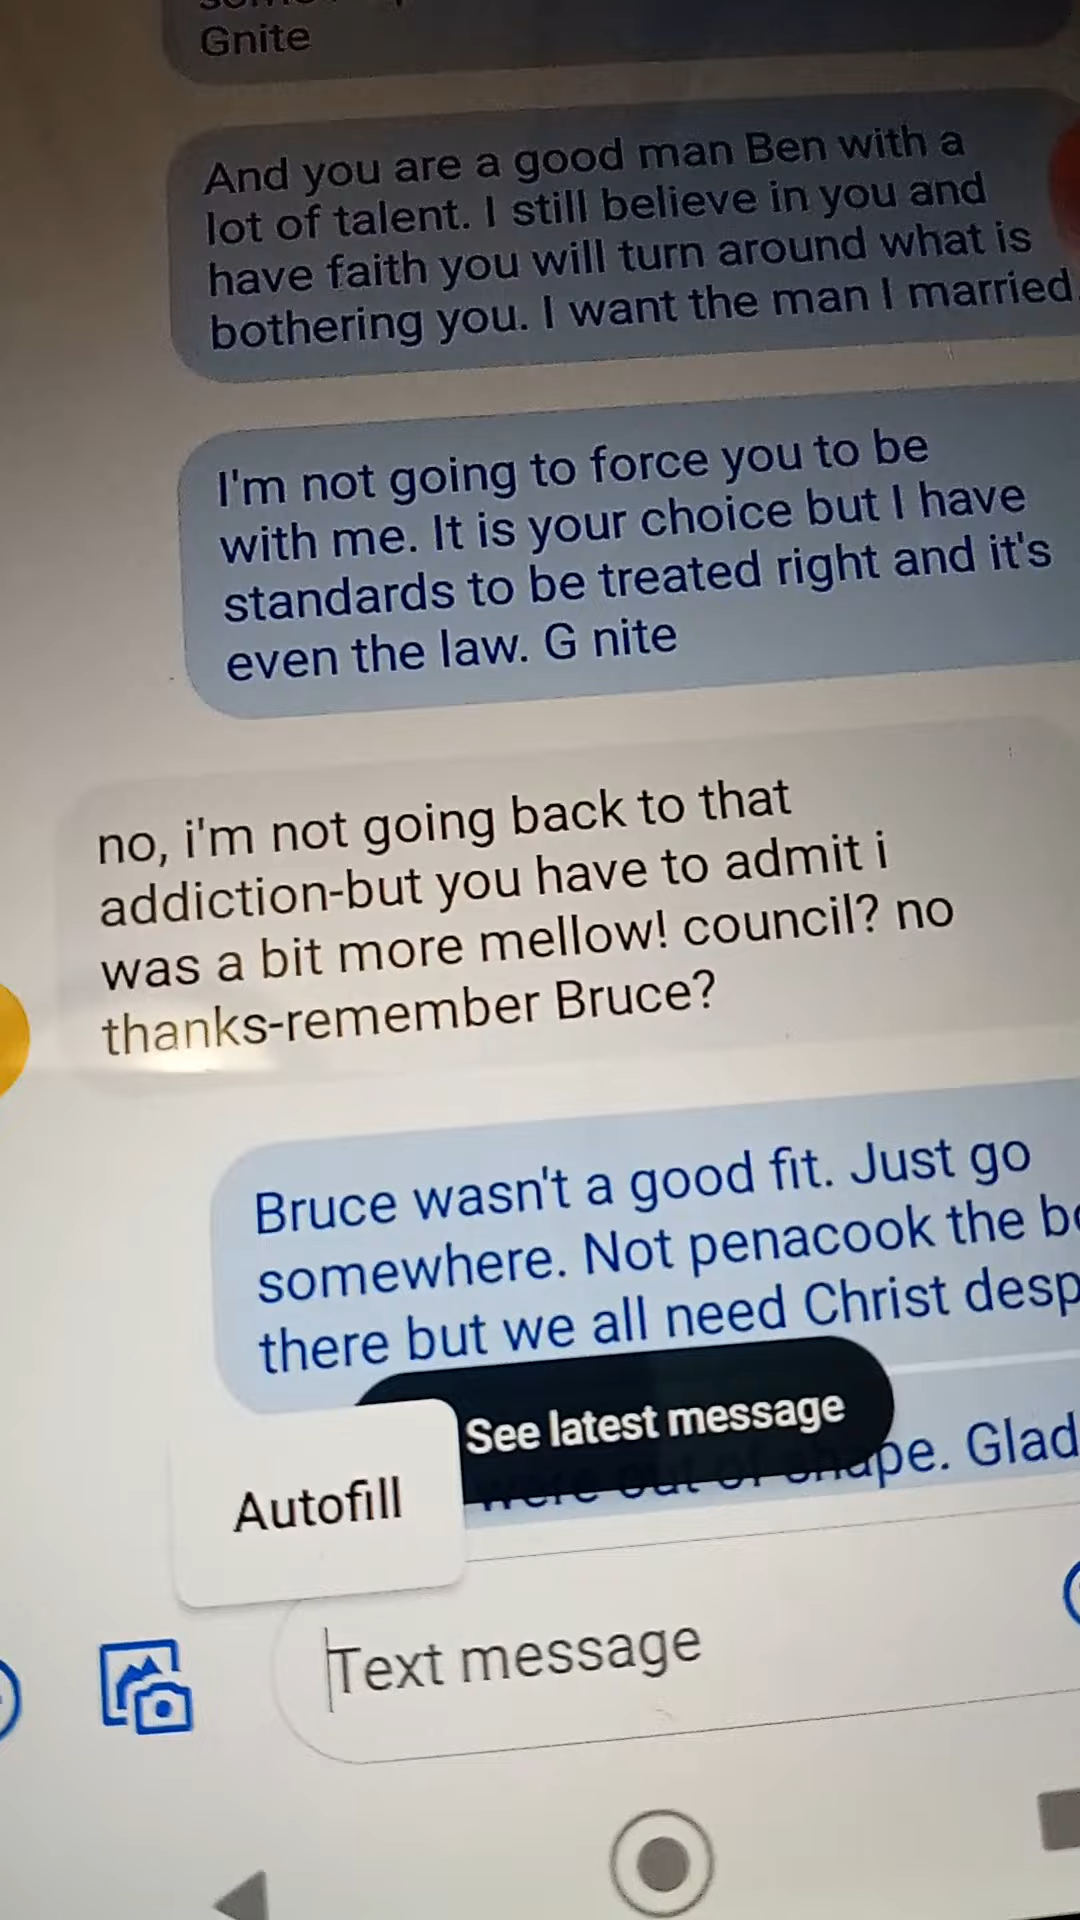 Gnite
And you are a good man Ben with a
lot of talent. I still believe in you and
have faith you will turn around what is
bothering you. I want the man I married
I'm not going to force you to be
with me. It is your choice but I have
standards to be treated right and it's
even the law. G nite
no, i'm not going back to that
addiction-but you have to admit i
was a bit more mellow! council? no
thanks-remember Bruce?
Bruce wasn't a good fit. Just go
somewhere. Not penacook the
there but we all need Christ
See latest message
were out of shape. Glad
Autofill
Text message